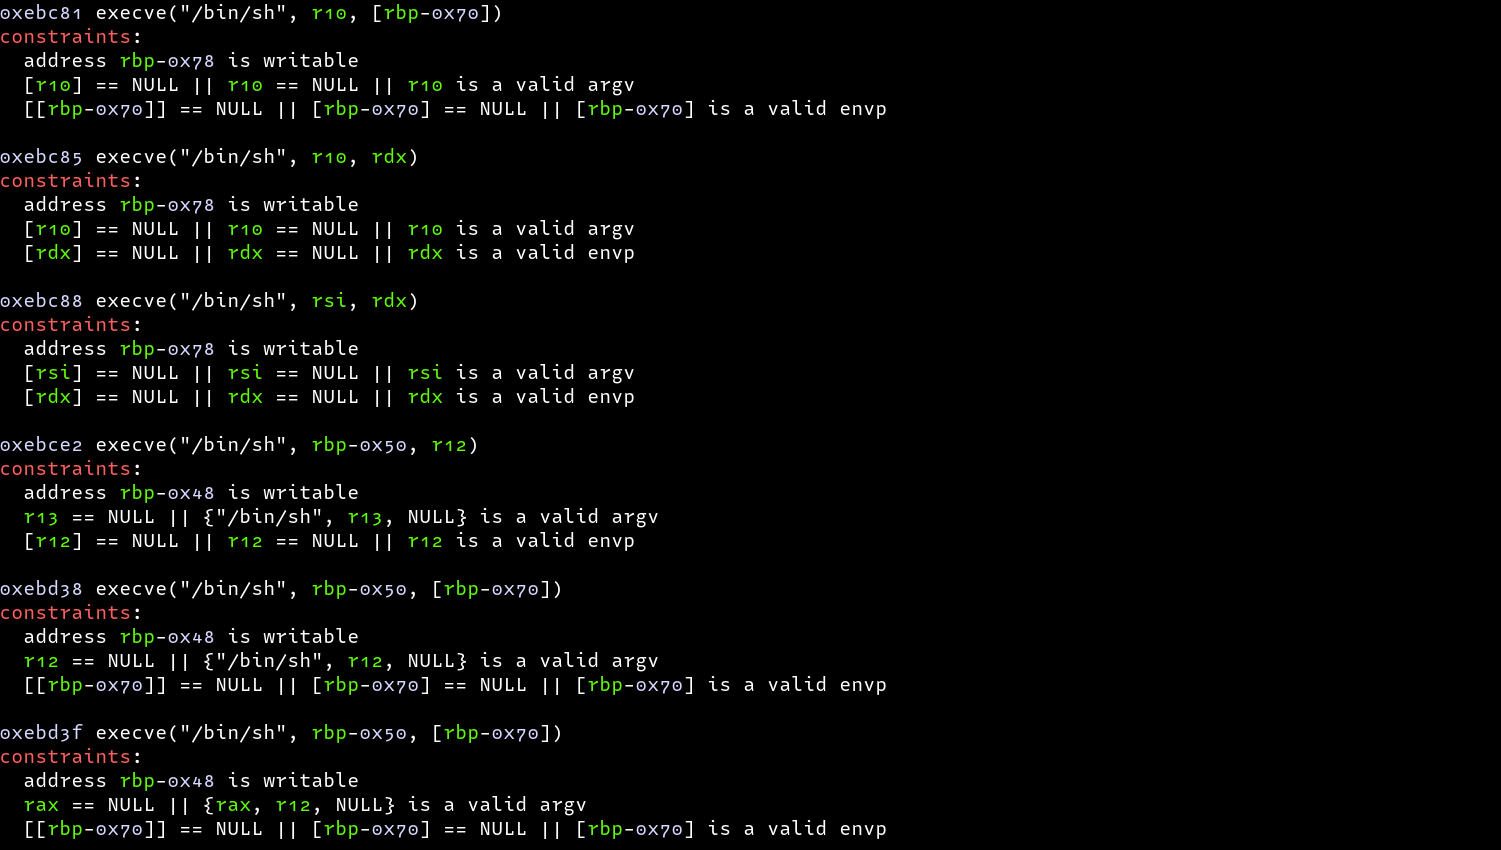 0xebc81 execve("/bin/sh", r10, [rbp-0x70])
constraints:
  address rbp-0x78 is writable
  [r10] == NULL || r10 == NULL || r10 is a valid argv
  [[rbp-0x70]] == NULL || [rbp-0x70] == NULL || [rbp-0x70] is a valid envp

0xebc85 execve("/bin/sh", r10, rdx)
constraints:
  address rbp-0x78 is writable
  [r10] == NULL || r10 == NULL || r10 is a valid argv
  [rdx] == NULL || rdx == NULL || rdx is a valid envp

0xebc88 execve("/bin/sh", rsi, rdx)
constraints:
  address rbp-0x78 is writable
  [rsi] == NULL || rsi == NULL || rsi is a valid argv
  [rdx] == NULL || rdx == NULL || rdx is a valid envp

0xebce2 execve("/bin/sh", rbp-0x50, r12)
constraints:
  address rbp-0x48 is writable
  r13 == NULL || {"/bin/sh", r13, NULL} is a valid argv
  [r12] == NULL || r12 == NULL || r12 is a valid envp

0xebd38 execve("/bin/sh", rbp-0x50, [rbp-0x70])
constraints:
  address rbp-0x48 is writable
  r12 == NULL || {"/bin/sh", r12, NULL} is a valid argv
  [[rbp-0x70]] == NULL || [rbp-0x70] == NULL || [rbp-0x70] is a valid envp

0xebd3f execve("/bin/sh", rbp-0x50, [rbp-0x70])
constraints:
  address rbp-0x48 is writable
  rax == NULL || {rax, r12, NULL} is a valid argv
  [[rbp-0x70]] == NULL || [rbp-0x70] == NULL || [rbp-0x70] is a valid envp